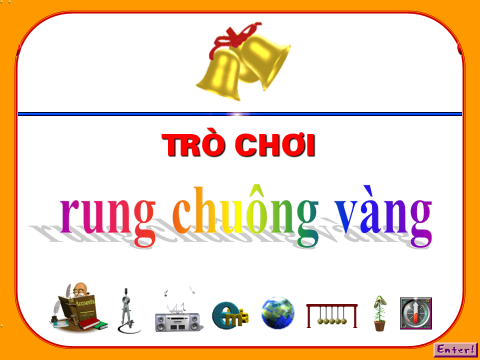 TRÒ CHƠI
rung chuông vàng
Enter!